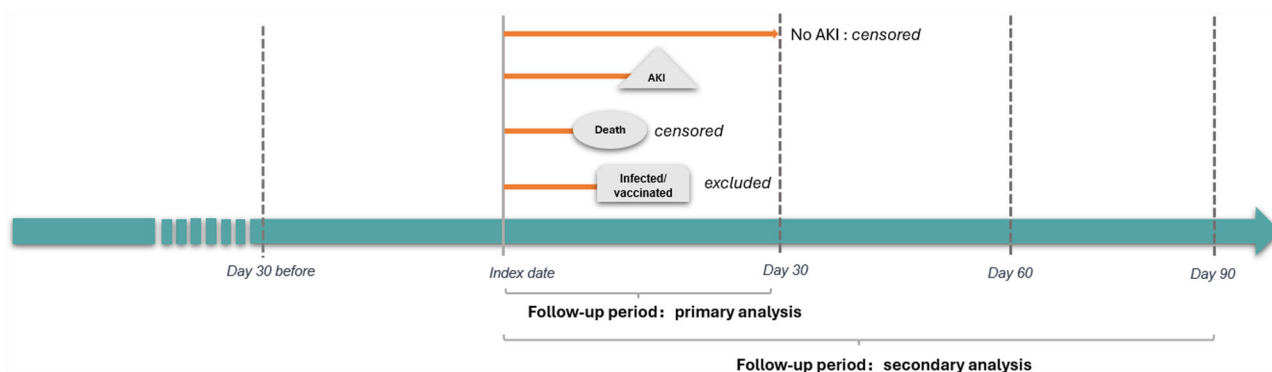 No AKI : censored
AKI
Death
censored
Infected/
vaccinated
excluded
Day 30 before
Index date
Day 30
Day 60
Day 90
Follow-up period：primary analysis
Follow-up period：secondary analysis